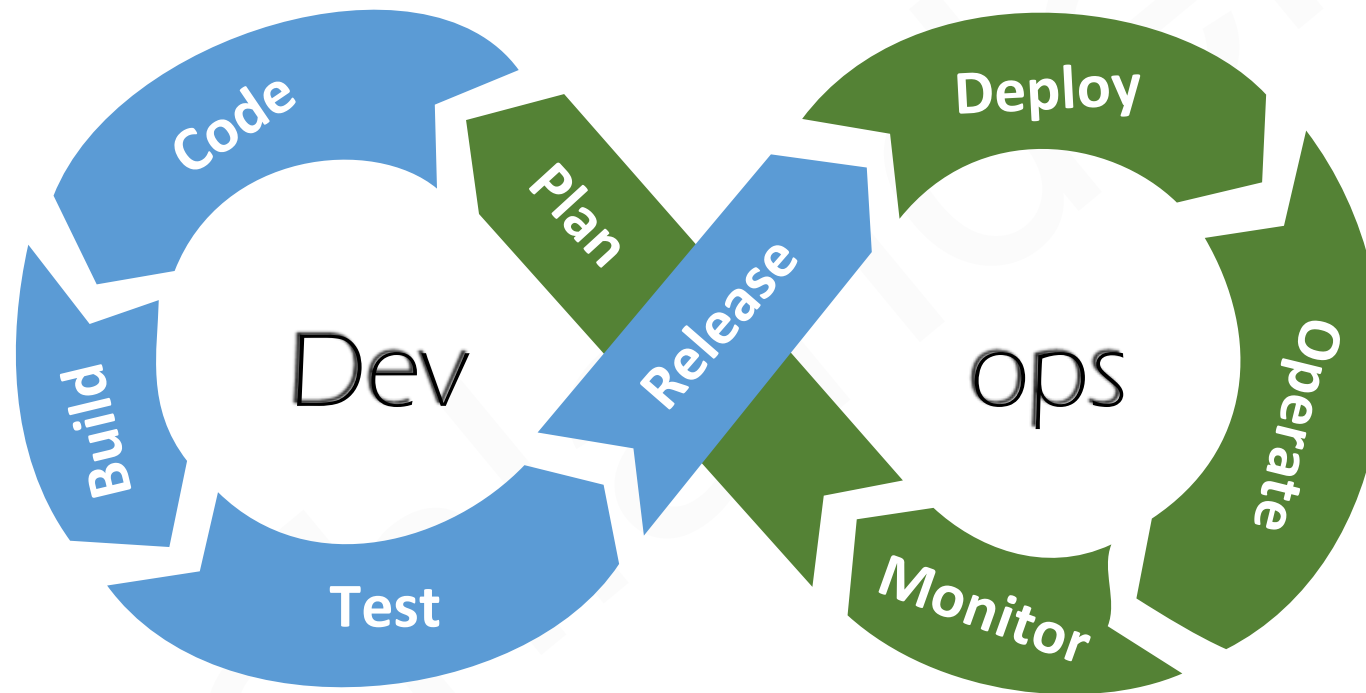 Code
Deploy
Plan
Release
Dev
ops
Build
Operate
Test
Monitor